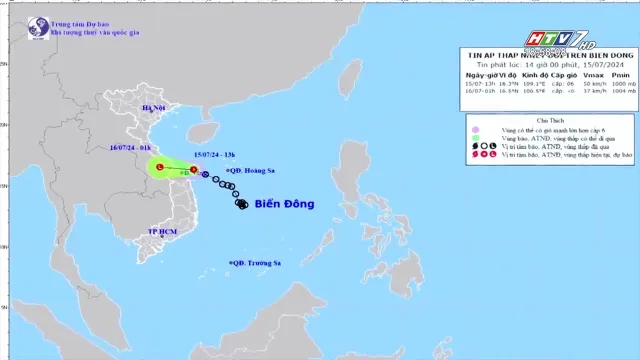 Trung tâm Dự báo
khí tượng thuỷ văn quốc gia
HTV7 HD
TIN ÁP THẤP NHIỆT ĐỚI TRÊN BIỂN ĐÔNG
Tin phát lúc: 14 giờ 00 phút, 15/07/2024
Ngày-giờ Vĩ độ Kinh độ Cấp gió Vmax Pmin
15/07-13h 16.3°N 109.1°E cấp: 06 50 km/h 1000 mb
16/07-01h 16.5°N 106.5°E cấp: <6 37 km/h 1004 mb
Chú Thích
Vùng có thể có gió mạnh lớn hơn cấp 6
Vùng bão, ATNĐ, vùng thấp có thể đi qua
Vị trí tâm bão, ATNĐ, vùng thấp đã qua
Vị trí tâm bão, ATNĐ, vùng thấp hiện tại, dự báo
Hà Nội
16/07/24 - 01h
15/07/24 - 13h
QĐ. Hoàng Sa
Biển Đông
TP HCM
QĐ. Trường Sa